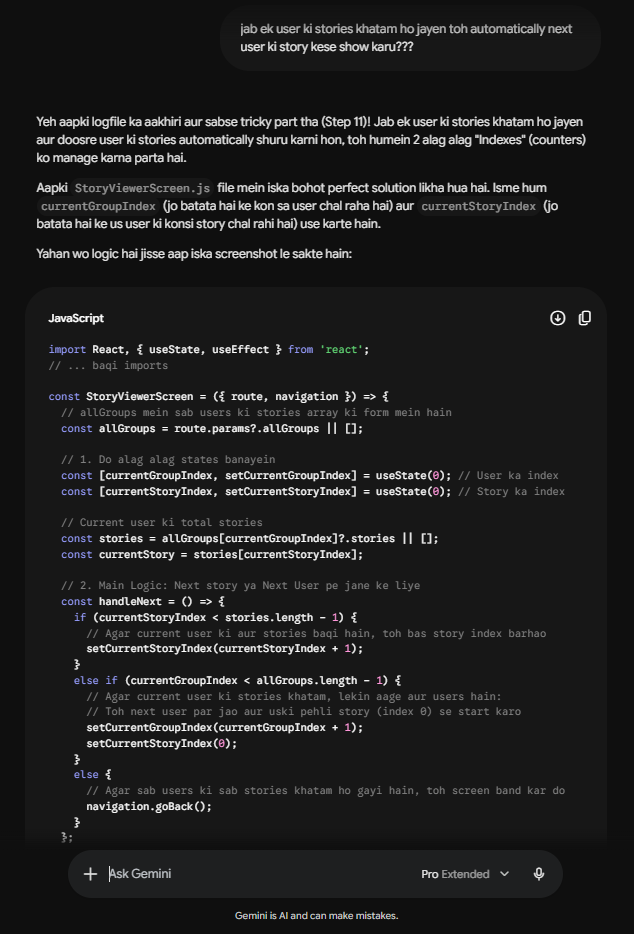 jab ek user ki stories khatam ho jayen toh automatically next
user ki story kese show karu???
Yeh aapki logfile ka aakhiri aur sabse tricky part tha (Step 11)! Jab ek user ki stories khatam ho jayen
aur doosre user ki stories automatically shuru karni hon, toh humein 2 alag alag "Indexes" (counters)
ko manage karna parta hai.
Aapki StoryViewerScreen.js file mein iska bohot perfect solution likha hua hai. Isme hum
currentGroupIndex (jo batata hai ke kon sa user chal raha hai) aur currentStoryIndex (jo
batata hai ke us user ki konsi story chal rahi hai) use karte hain.
Yahan wo logic hai jisse aap iska screenshot le sakte hain:
JavaScript
import React, { useState, useEffect } from 'react';
// ... baqi imports
const StoryViewerScreen = ({ route, navigation }) => {
  // allGroups mein sab users ki stories array ki form mein hain
  const allGroups = route.params?.allGroups || [];
  // 1. Do alag alag states banayein
  const [currentGroupIndex, setCurrentGroupIndex] = useState(0); // User ka index
  const [currentStoryIndex, setCurrentStoryIndex] = useState(0); // Story ka index
  // Current user ki total stories
  const stories = allGroups[currentGroupIndex]?.stories || [];
  const currentStory = stories[currentStoryIndex];
  // 2. Main Logic: Next story ya Next User pe jane ke liye
  const handleNext = () => {
    if (currentStoryIndex < stories.length - 1) {
      // Agar current user ki aur stories baqi hain, toh bas story index barhao
      setCurrentStoryIndex(currentStoryIndex + 1);
    }
    else if (currentGroupIndex < allGroups.length - 1) {
      // Agar current user ki stories khatam, lekin aage aur users hain:
      // Toh next user par jao aur uski pehli story (index 0) se start karo
      setCurrentGroupIndex(currentGroupIndex + 1);
      setCurrentStoryIndex(0);
    }
    else {
      // Agar sab users ki sab stories khatam ho gayi hain, toh screen band kar do
      navigation.goBack();
    }
  };
Ask Gemini
Pro Extended
Gemini is AI and can make mistakes.